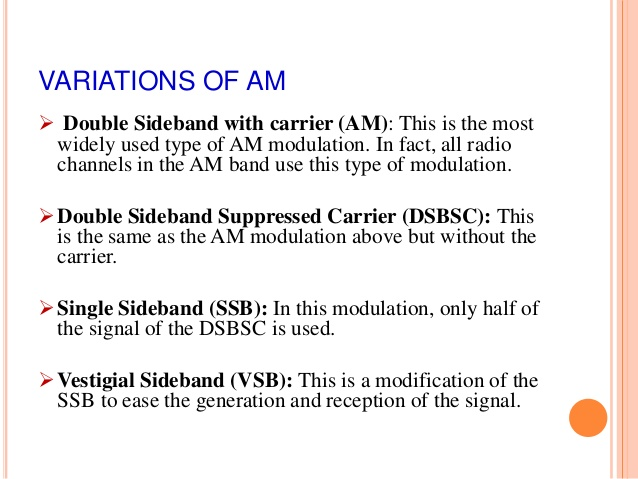 VARIATIONS OF AM
➢ Double Sideband with carrier (AM): This is the most
widely used type of AM modulation. In fact, all radio
channels in the AM band use this type of modulation.
➢Double Sideband Suppressed Carrier (DSBSC): This
is the same as the AM modulation above but without the
carrier.
➢Single Sideband (SSB): In this modulation, only half of
the signal of the DSBSC is used.
➢Vestigial Sideband (VSB): This is a modification of the
SSB to ease the generation and reception of the signal.